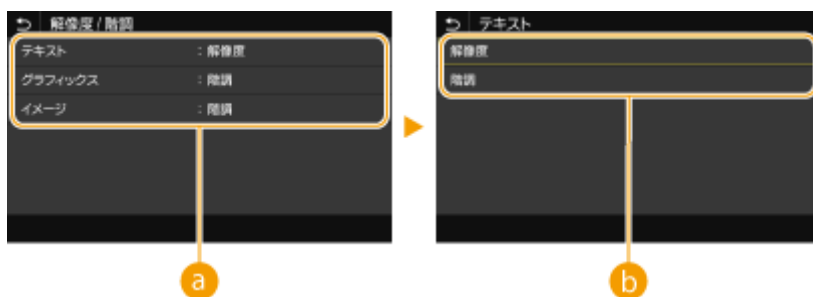 解像度 / 階調
テキスト : 解像度
グラフィックス : 階調
イメージ : 階調
a
テキスト
解像度
階調
b